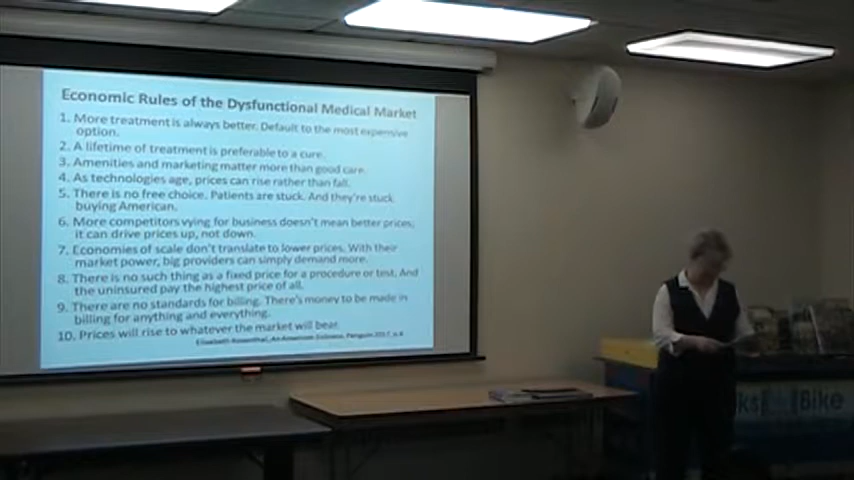 Economic Rules of the Dysfunctional Medical Market
1. More treatment is always better. Default to the most expensive
option.
2. A lifetime of treatment is preferable to a cure.
3. Amenities and marketing matter more than good care.
4. As technologies age, prices can rise rather than fall.
5. There is no free choice. Patients are stuck. And they're stuck
buying American.
6. More competitors vying for business doesn't mean better prices;
it can drive prices up, not down.
7. Economies of scale don't translate to lower prices. With their
market power, big providers can simply demand more.
8. There is no such thing as a fixed price for a procedure or test. And
the uninsured pay the highest price of all.
9. There are no standards for billing. There's money to be made in
billing for anything and everything.
10. Prices will rise to whatever the market will bear.
Elisabeth Rosenthal, An American Sickness, Penguin 2017, p.8
Bike